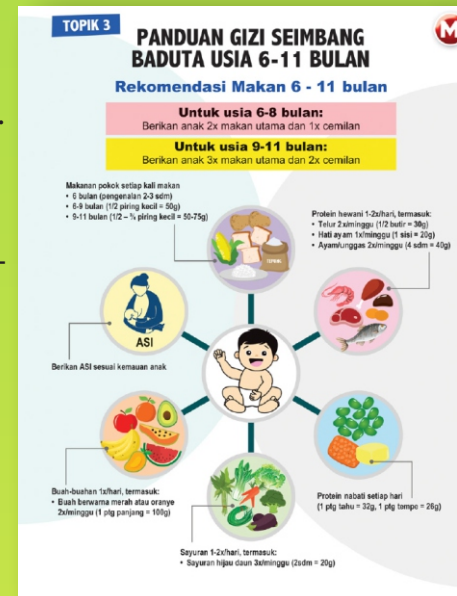 TOPIK 3
M
PANDUAN GIZI SEIMBANG
BADUTA USIA 6-11 BULAN
Rekomendasi Makan 6 - 11 bulan
Untuk usia 6-8 bulan:
Berikan anak 2x makan utama dan 1x cemilan
Untuk usia 9-11 bulan:
Berikan anak 3x makan utama dan 2x cemilan
Makanan pokok setiap kali makan
• 6 bulan (pengenalan 2-3 sdm)
• 6-9 bulan (1/2 piring kecil = 50g)
• 9-11 bulan (1/2 – ¾ piring kecil = 50-75g)
Protein hewani 1-2x/hari, termasuk:
• Telur 2x/minggu (1/2 butir = 30g)
• Hati ayam 1x/minggu (1 sisi = 20g)
• Ayam/unggas 2x/minggu (4 sdm = 40g)
TEPUNG
ASI
Berikan ASI sesuai kemauan anak
Buah-buahan 1x/hari, termasuk:
• Buah berwarna merah atau oranye
2x/minggu (1 ptg panjang = 100g)
Protein nabati setiap hari
(1 ptg tahu = 32g, 1 ptg tempe = 26g)
Sayuran 1-2x/hari, termasuk:
• Sayuran hijau daun 3x/minggu (2sdm = 20g)